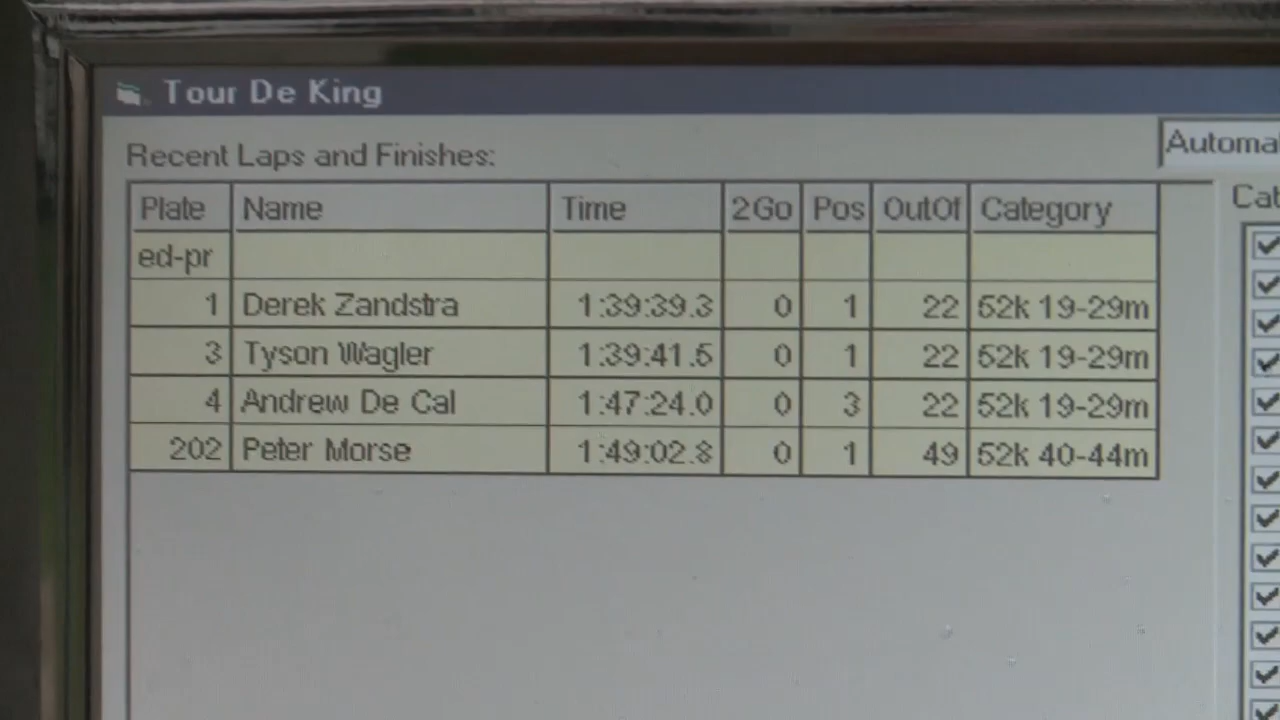 Tour De King
Automa
Recent Laps and Finishes:
Cat
Plate Name Time 2Go Pos OutOf Category
ed-pr
1 Derek Zandstra 1:39:39.3 0 1 22 52k 19-29m
3 Tyson Wagler 1:39:41.5 0 1 22 52k 19-29m
4 Andrew De Cal 1:47:24.0 0 3 22 52k 19-29m
202 Peter Morse 1:49:02.8 0 1 49 52k 40-44m